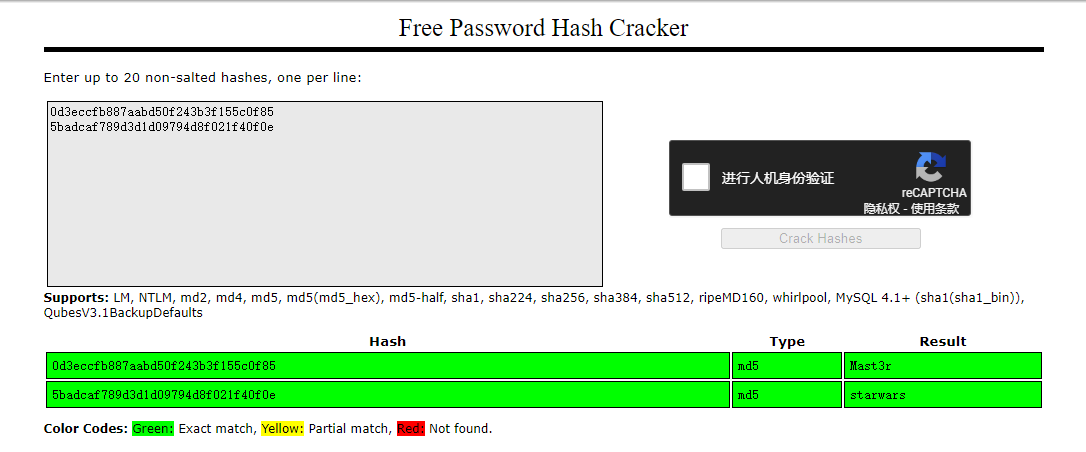 Free Password Hash Cracker
Enter up to 20 non-salted hashes, one per line:
0d3eccfb887aabd50f243b3f155c0f85
5badcaf789d3d1d09794d8f021f40f0e
进行人机身份验证
reCAPTCHA
隐私权 - 使用条款
Crack Hashes
Supports: LM, NTLM, md2, md4, md5, md5(md5_hex), md5-half, sha1, sha224, sha256, sha384, sha512, ripeMD160, whirlpool, MySQL 4.1+ (sha1(sha1_bin)),
QubesV3.1BackupDefaults
Hash Type Result
0d3eccfb887aabd50f243b3f155c0f85 md5 Mast3r
5badcaf789d3d1d09794d8f021f40f0e md5 starwars
Color Codes: Green: Exact match, Yellow: Partial match, Red: Not found.